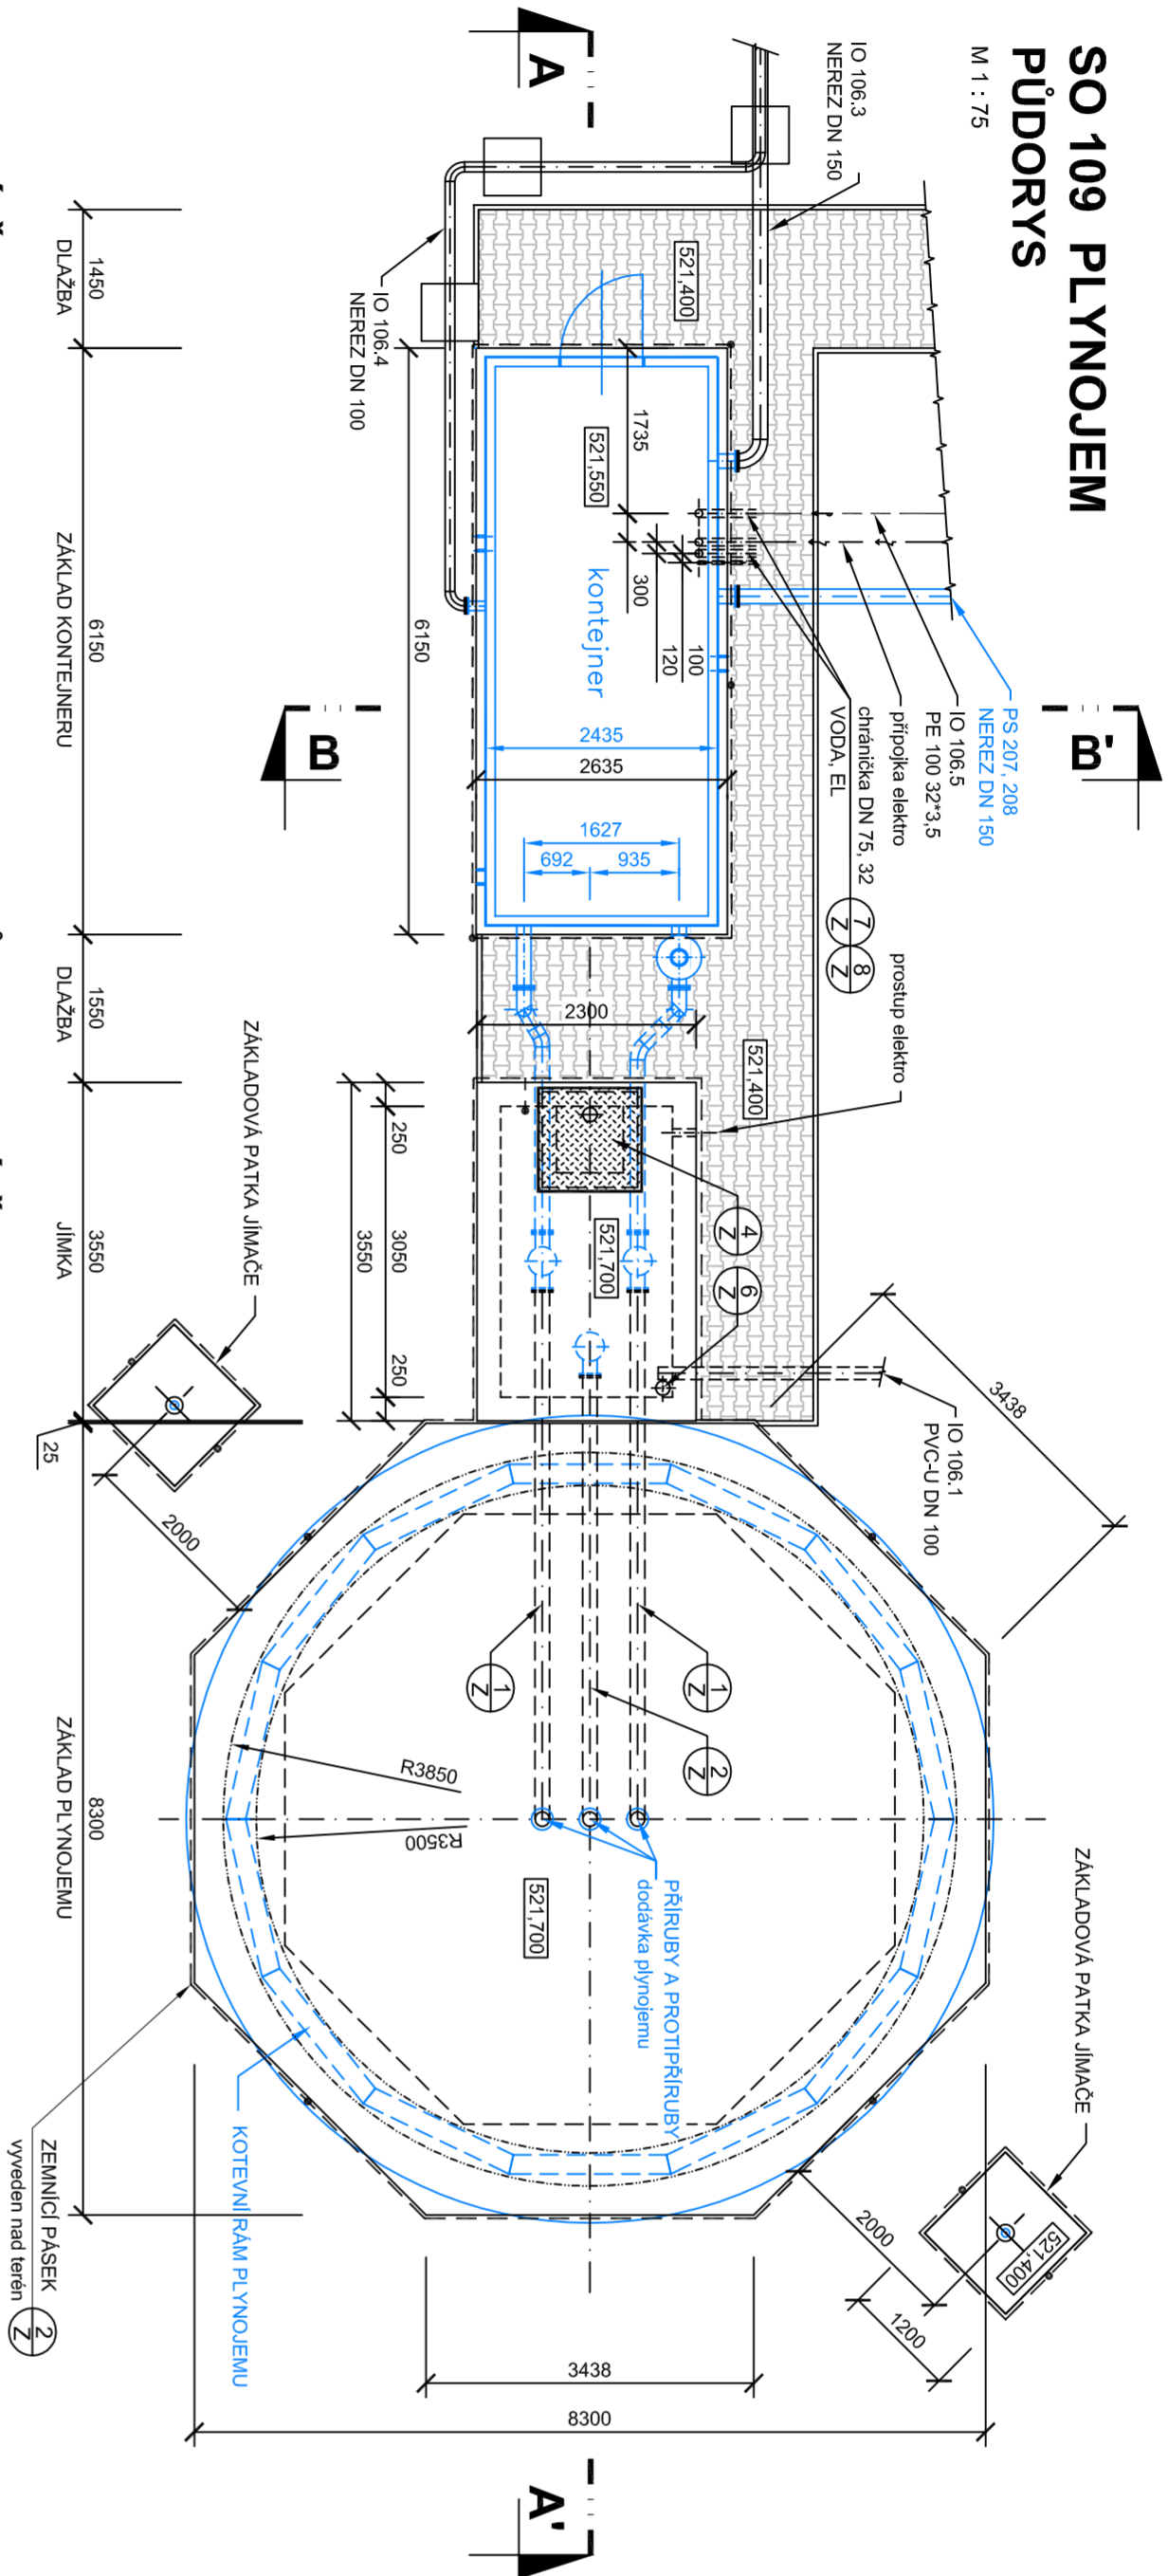 SO 109 PLYNOJEM
PŮDORYS
M 1 : 75
A
IO 106.3
NEREZ DN 150
IO 106.4
NEREZ DN 100
521,400
521,550
kontejner
1735
300
100
120
6150
2435
2635
1627
692
935
B
B'
PS 207, 208
NEREZ DN 150
IO 106.5
PE 100 32*3,5
přípojka elektro
chránička DN 75, 32
VODA, EL
7
Z
8
Z
prostup elektro
2300
521,400
4
Z
6
Z
521,700
250
3050
250
3550
3438
IO 106.1
PVC-U DN 100
ZÁKLADOVÁ PATKA JÍMAČE
2000
25
1
Z
1
Z
2
Z
R3850
R3500
PŘÍRUBY A PROTIPŘÍRUBY
dodávka plynojemu
521,700
ZÁKLADOVÁ PATKA JÍMAČE
521,400
2000
1200
KOTEVNÍ RÁM PLYNOJEMU
ZEMNÍCÍ PÁSEK
vyveden nad terén
2
Z
3438
8300
A'
1450
DLAŽBA
6150
ZÁKLAD KONTEJNERU
1550
DLAŽBA
3550
JÍMKA
8300
ZÁKLAD PLYNOJEMU